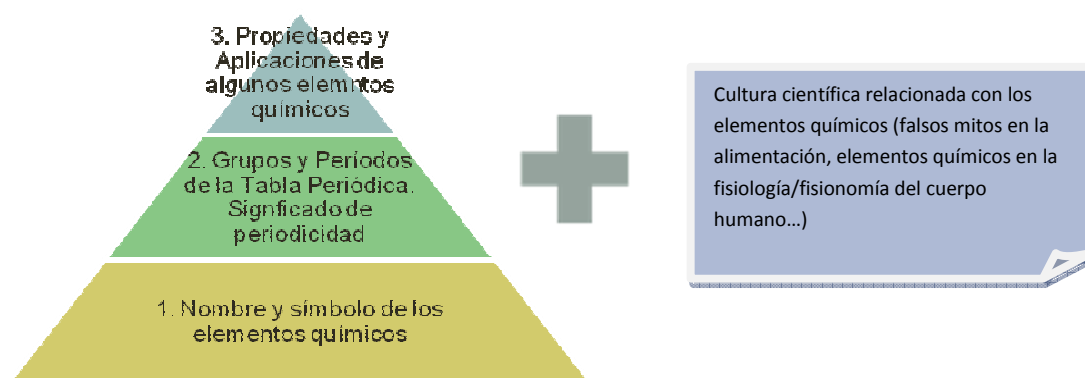 3. Propiedades y
Aplicaciones de
algunos elemntos
químicos
2. Grupos y Períodos
de la Tabla Periódica.
Signficado de
periodicidad
1. Nombre y símbolo de los
elementos químicos
Cultura científica relacionada con los
elementos químicos (falsos mitos en la
alimentación, elementos químicos en la
fisiología/fisionomía del cuerpo
humano...)